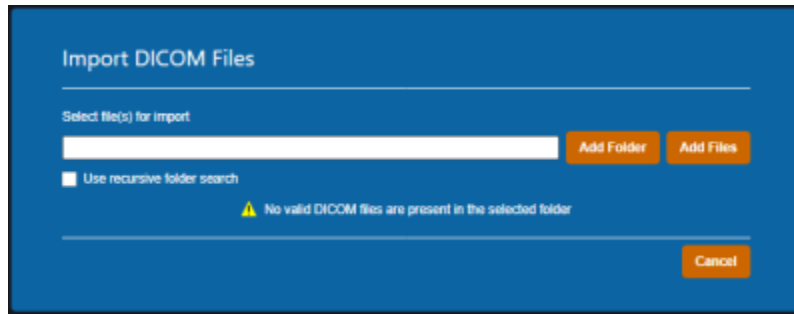 Import DICOM Files
Select file(s) for import
Add Folder
Add Files
Use recursive folder search
No valid DICOM files are present in the selected folder
Cancel